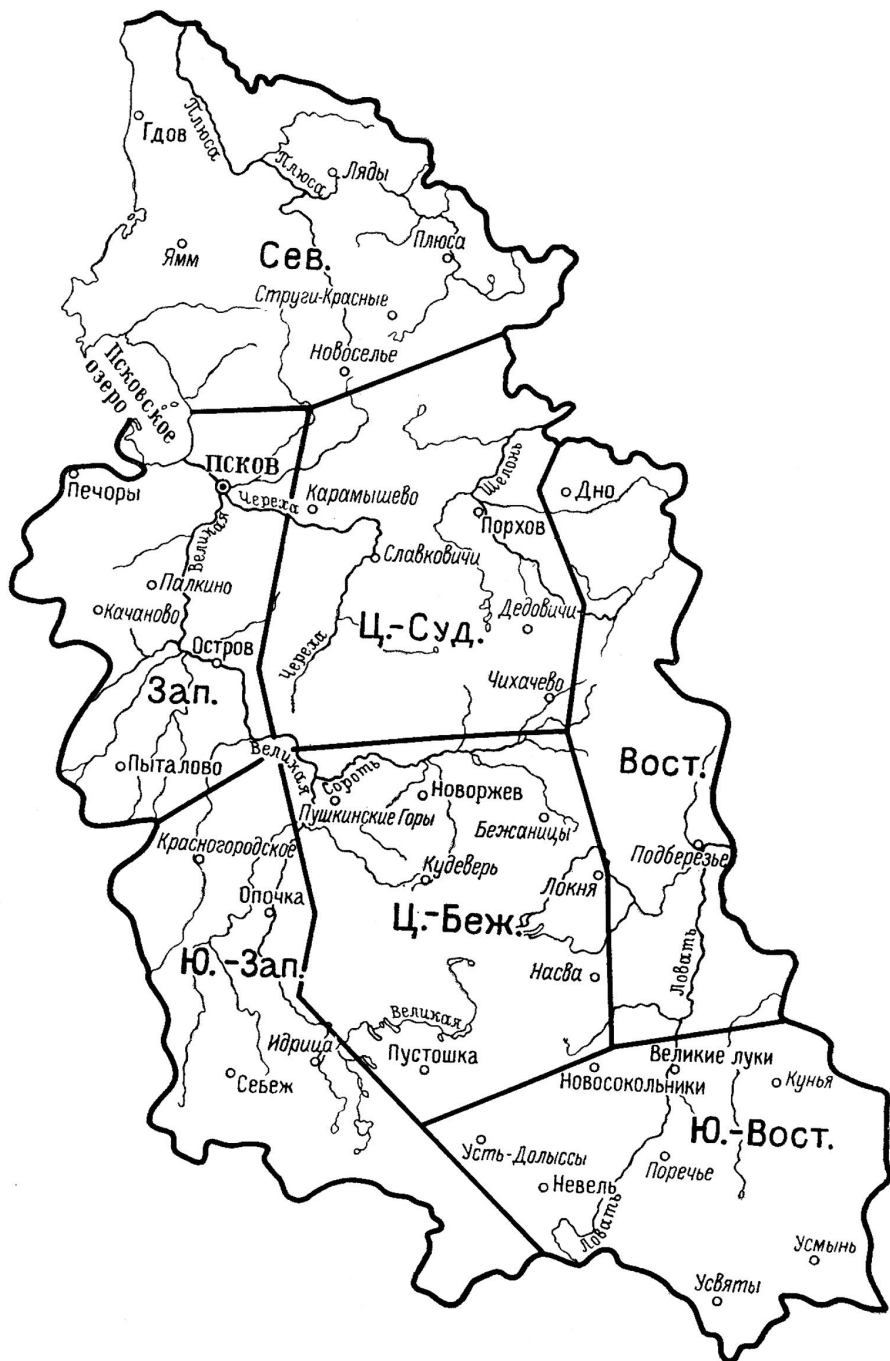 Гдов
Плюса
Плюса
Ляды
Плюса
Ямм
Сев.
Струги-Красные
Новоселье
Псковское
озеро
ПСКОВ
Печоры
Череха
Карамышево
Шелонь
Порхов
Дно
Великая
Славковичи
Палкино
Качаново
Дедовичи
Остров
Череха
Ц.-Суд.
Зап.
Чихачево
Пыталово
Великая
Сороть
Вост.
Новоржев
Пушкинские Горы
Бежаницы
Красногородское
Подберезье
Кудеверь
Локня
Опочка
Ц.-Беж.
Ю.-Зап.
Насва
Ловать
Великая
Идрица
Пустошка
Себеж
Великие луки
Новосокольники
Кунья
Ю.-Вост.
Усть-Долыссы
Поречье
Невель
Ловать
Усмынь
Усвяты